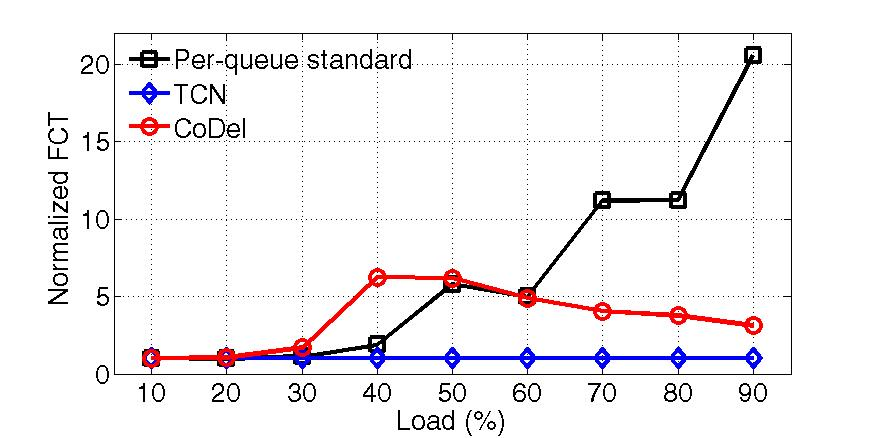 Per-queue standard
TCN
CoDel
Normalized FCT
20
15
10
5
0
10 20 30 40 50 60 70 80 90
Load (%)